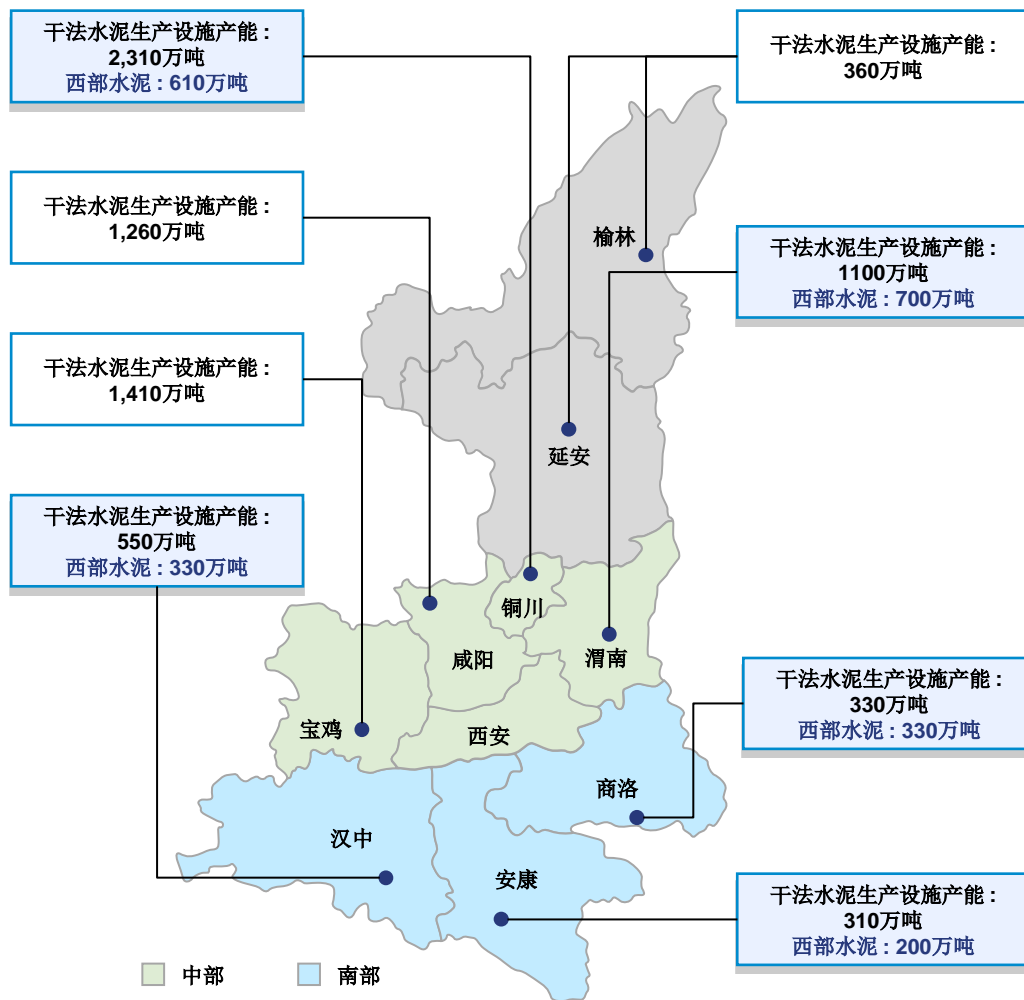 干法水泥生产设施产能 :
2,310万吨
西部水泥 : 610万吨
干法水泥生产设施产能 :
360万吨
干法水泥生产设施产能 :
1,260万吨
榆林
干法水泥生产设施产能 :
1100万吨
西部水泥 : 700万吨
干法水泥生产设施产能 :
1,410万吨
延安
干法水泥生产设施产能 :
550万吨
西部水泥 : 330万吨
铜川
咸阳
渭南
宝鸡
西安
干法水泥生产设施产能 :
330万吨
西部水泥 : 330万吨
商洛
汉中
安康
干法水泥生产设施产能 :
310万吨
西部水泥 : 200万吨
中部
南部